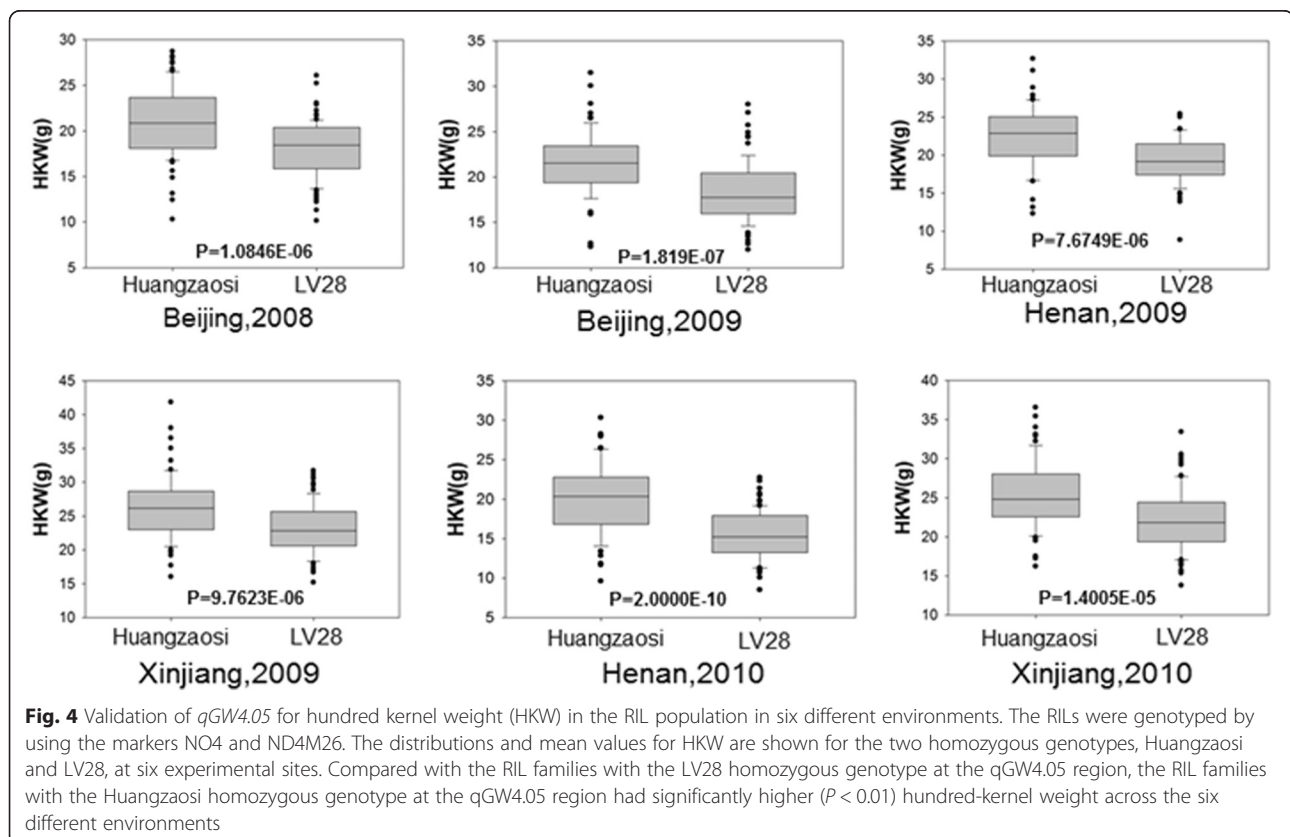 30
25
20
15
10
5
HKW(g)
P=1.0846E-06
Huangzaosi LV28
Beijing,2008
35
30
25
20
15
10
HKW(g)
P=1.819E-07
Huangzaosi LV28
Beijing,2009
35
30
25
20
15
10
5
HKW(g)
P=7.6749E-06
Huangzaosi LV28
Henan,2009
45
40
35
30
25
20
15
10
HKW(g)
P=9.7623E-06
Huangzaosi LV28
Xinjiang,2009
35
30
25
20
15
10
5
HKW(g)
P=2.0000E-10
Huangzaosi LV28
Henan,2010
40
35
30
25
20
15
10
HKW(g)
P=1.4005E-05
Huangzaosi LV28
Xinjiang,2010
Fig. 4 Validation of qGW4.05 for hundred kernel weight (HKW) in the RIL population in six different environments. The RILs were genotyped by
using the markers NO4 and ND4M26. The distributions and mean values for HKW are shown for the two homozygous genotypes, Huangzaosi
and LV28, at six experimental sites. Compared with the RIL families with the LV28 homozygous genotype at the qGW4.05 region, the RIL families
with the Huangzaosi homozygous genotype at the qGW4.05 region had significantly higher (P < 0.01) hundred-kernel weight across the six
different environments